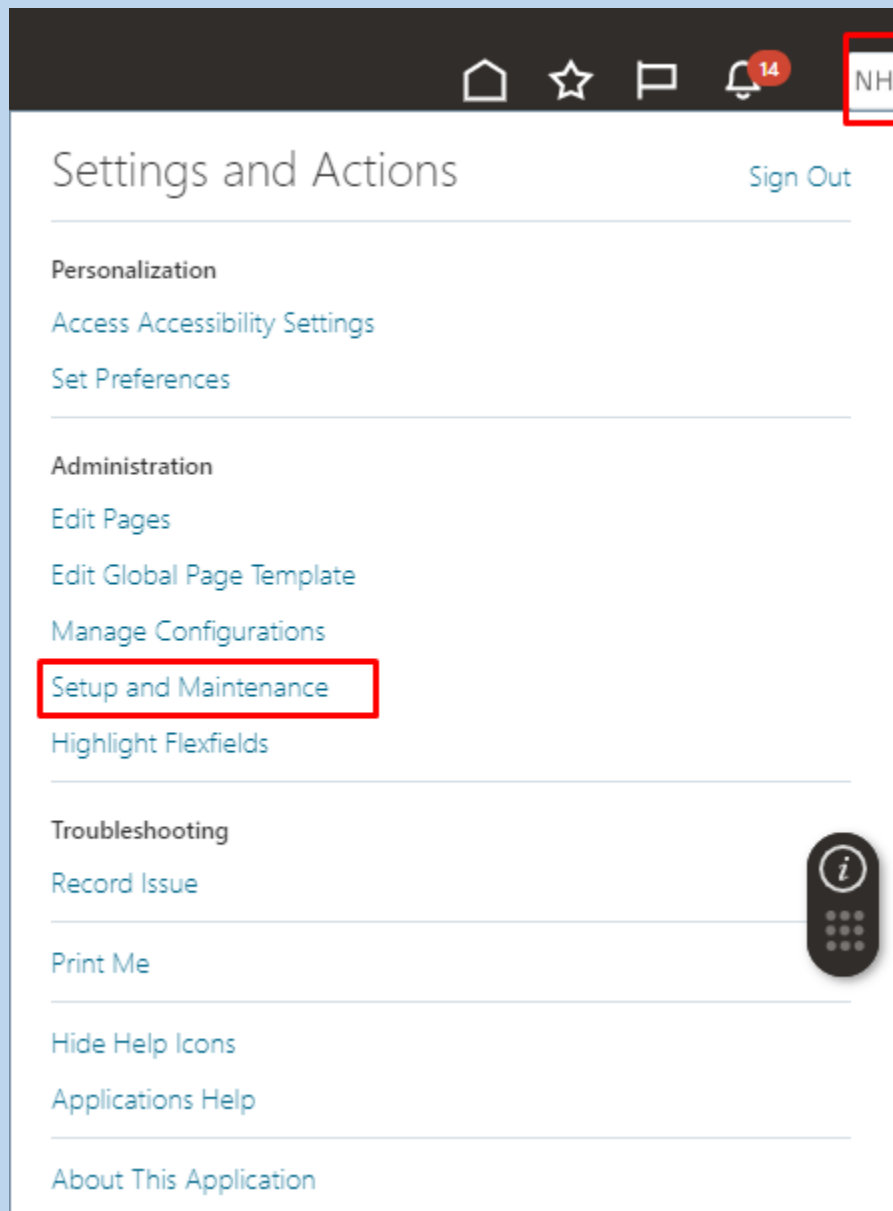 14
NH
Settings and Actions
Sign Out
Personalization
Access Accessibility Settings
Set Preferences
Administration
Edit Pages
Edit Global Page Template
Manage Configurations
Setup and Maintenance
Highlight Flexfields
Troubleshooting
Record Issue
i
Print Me
Hide Help Icons
Applications Help
About This Application